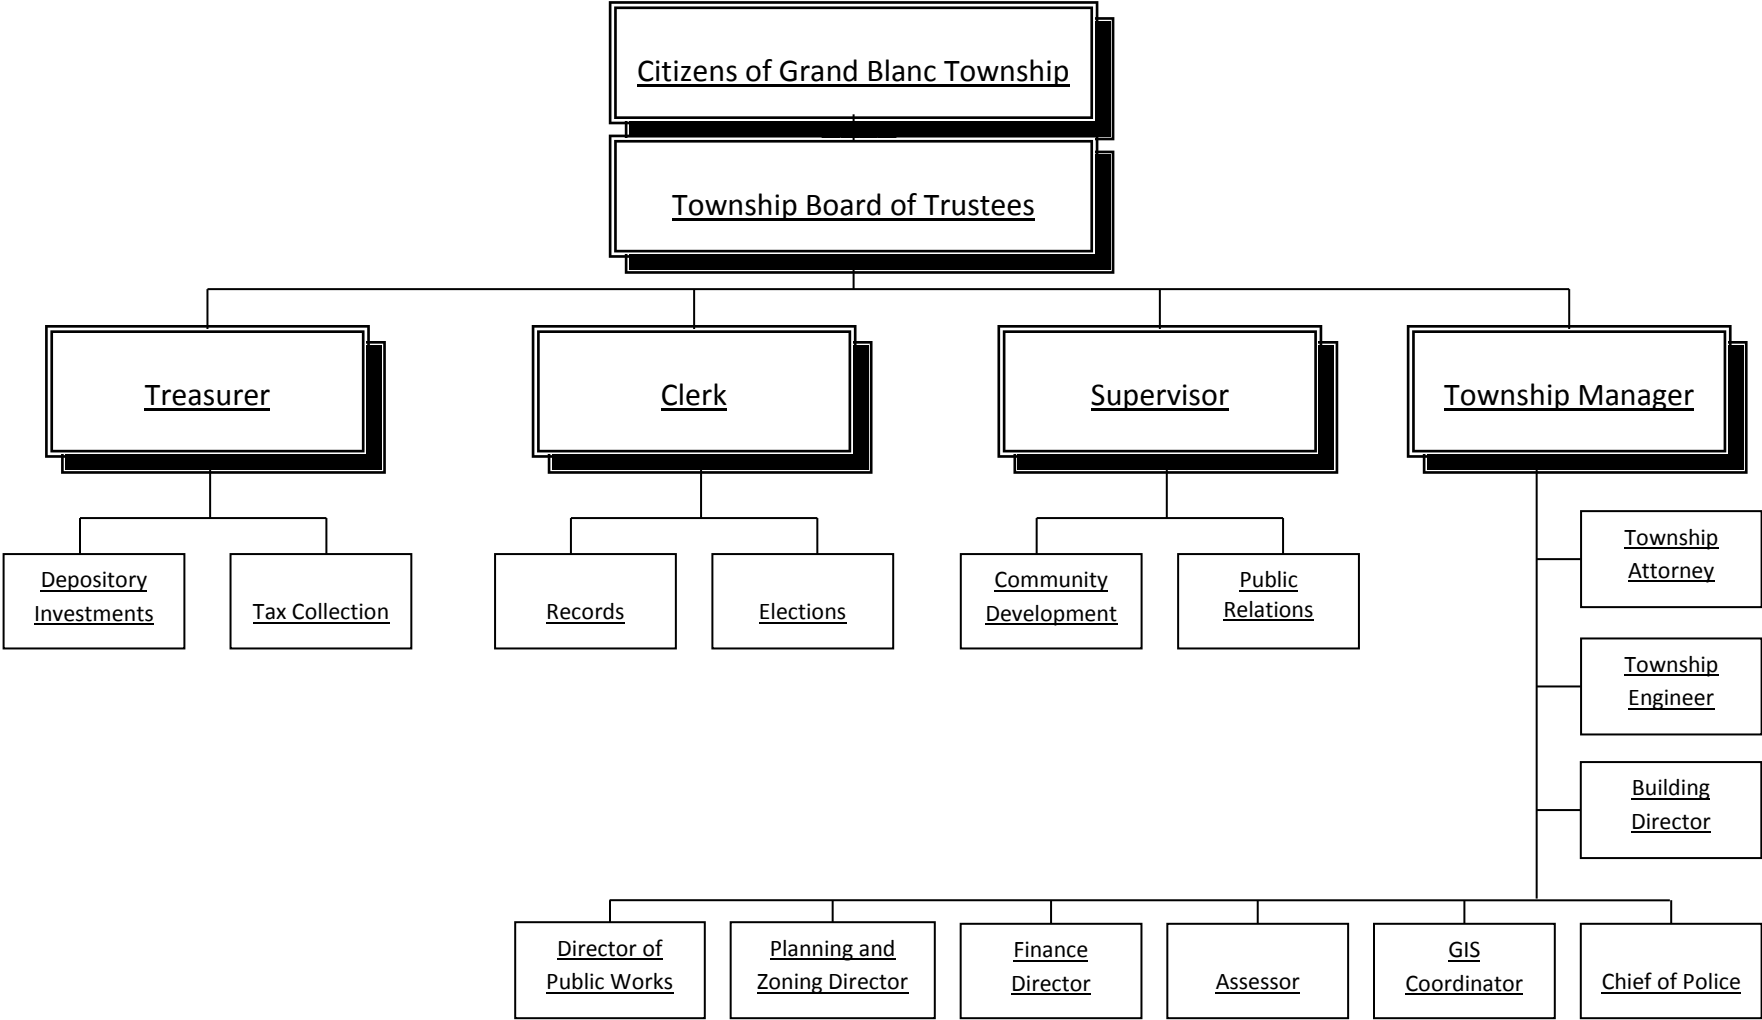 Citizens of Grand Blanc Township
Township Board of Trustees
Treasurer
Clerk
Supervisor
Township Manager
Depository
Investments
Tax Collection
Records
Elections
Community
Development
Public
Relations
Township
Attorney
Township
Engineer
Building
Director
Director of
Public Works
Planning and
Zoning Director
Finance
Director
Assessor
GIS
Coordinator
Chief of Police